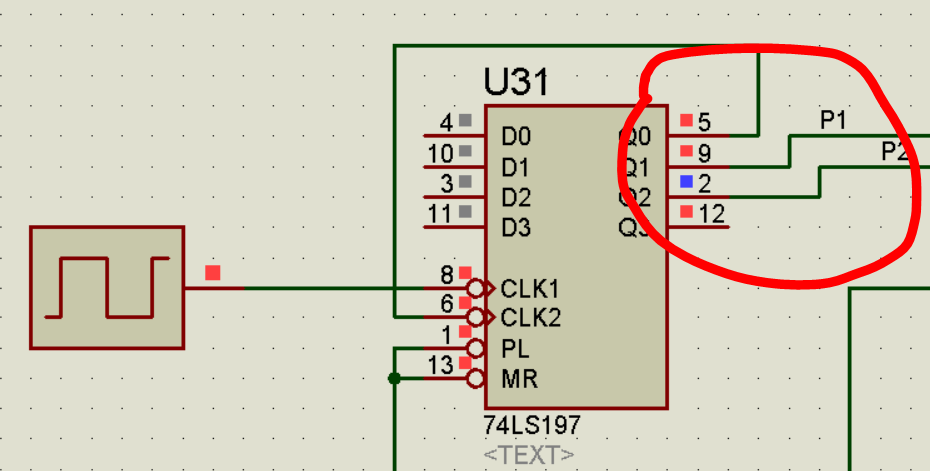 U31
4 D0 Q0 5 P1
10 D1 Q1 9 P2
3 D2 Q2 2
11 D3 Q3 12
8 CLK1
6 CLK2
1 PL
13 MR
74LS197
<TEXT>